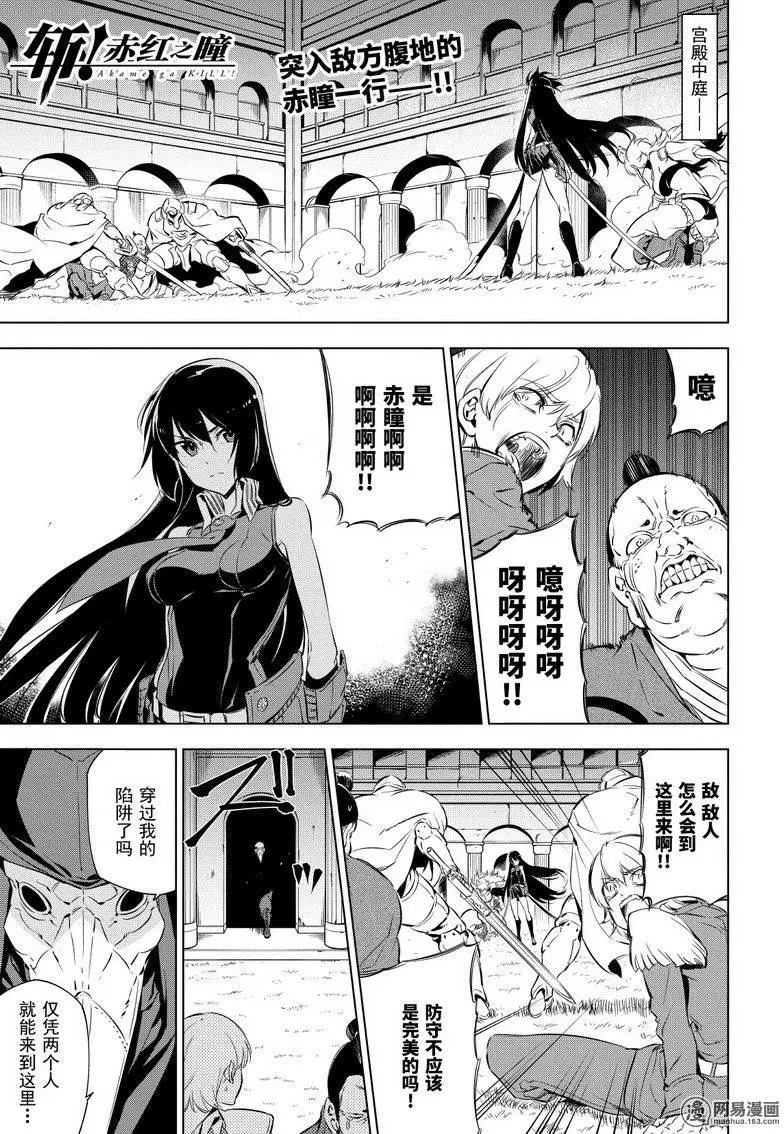 斩!赤红之瞳
Akame ga KILL!
突入敌方腹地的
赤瞳一行——!!
宫殿中庭——
噫
噫呀呀呀
呀呀呀呀!!
是
赤瞳啊啊
啊啊啊啊!!
敌 敌人
怎么会到
这里来啊!!
防守不应该
是完美的吗!
ズ!!
穿过我的
陷阱了吗
仅凭两个人
就能来到这里…
网易漫画
manhua.163.com